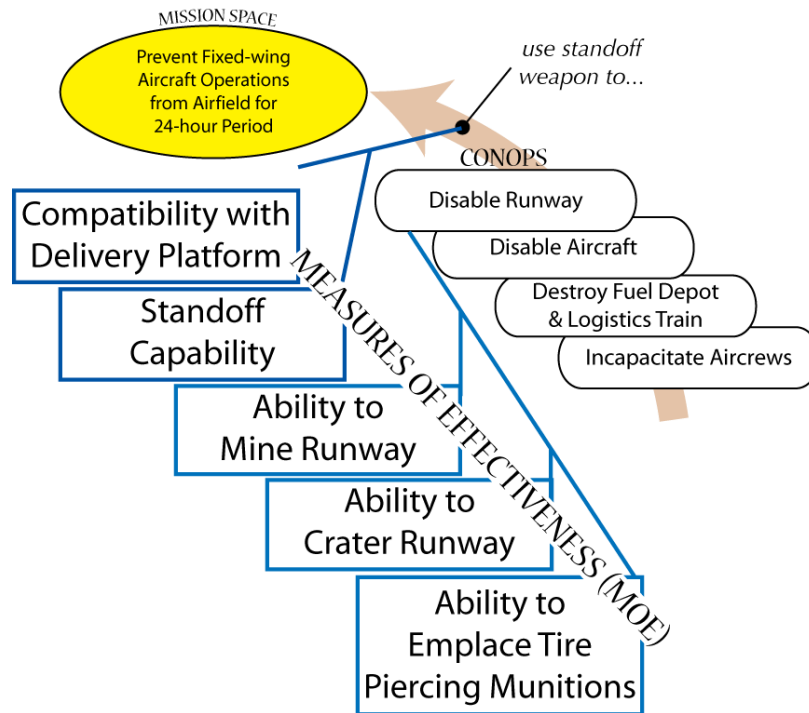 MISSION SPACE
Prevent Fixed-wing
Aircraft Operations
from Airfield for
24-hour Period
use standoff
weapon to...
CONOPS
Disable Runway
Disable Aircraft
Destroy Fuel Depot
& Logistics Train
Incapacitate Aircrews
MEASURES OF EFFECTIVENESS (MOE)
Compatibility with
Delivery Platform
Standoff
Capability
Ability to
Mine Runway
Ability to
Crater Runway
Ability to
Emplace Tire
Piercing Munitions